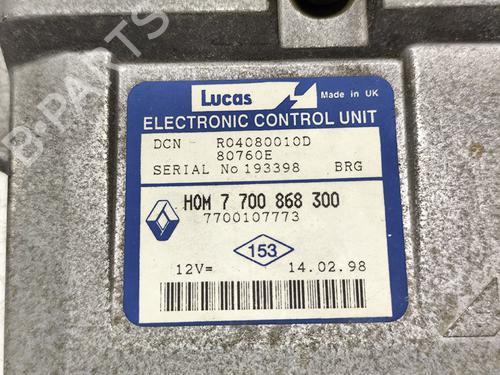 B-PARTS
Lucas
Made in UK
ELECTRONIC CONTROL UNIT
DCN R04080010D
80760E
SERIAL No 193398 BRG
HOM 7 700 868 300
7700107773
153
12V= 14.02.98